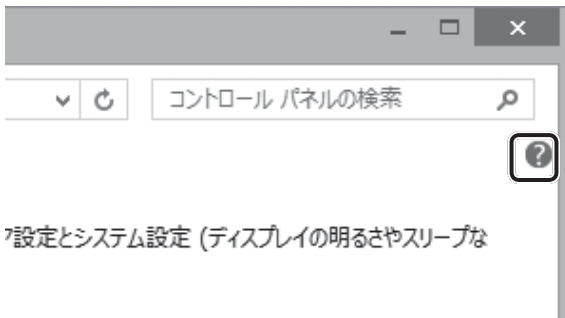 コントロール パネルの検索
?
設定とシステム設定 (ディスプレイの明るさやスリープな